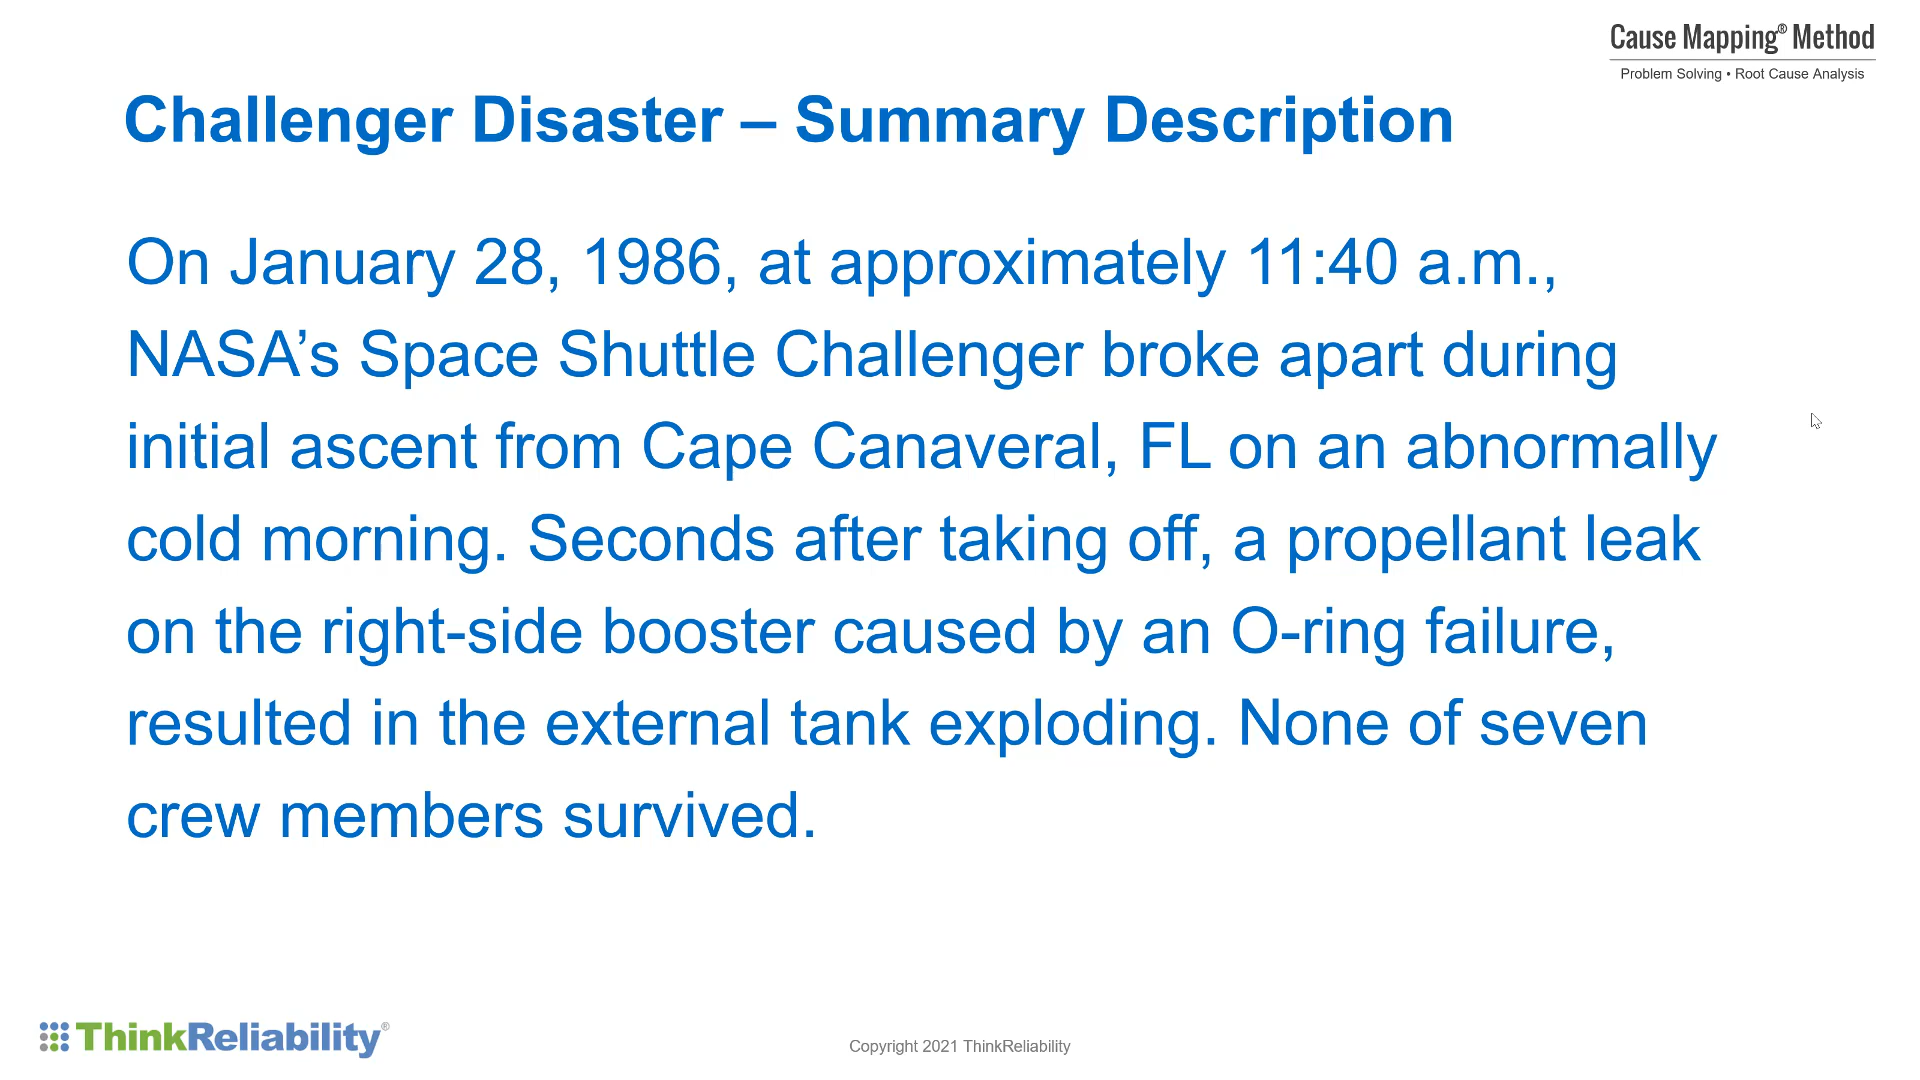 Cause Mapping® Method
Problem Solving • Root Cause Analysis
Challenger Disaster – Summary Description
On January 28, 1986, at approximately 11:40 a.m.,
NASA’s Space Shuttle Challenger broke apart during
initial ascent from Cape Canaveral, FL on an abnormally
cold morning. Seconds after taking off, a propellant leak
on the right-side booster caused by an O-ring failure,
resulted in the external tank exploding. None of seven
crew members survived.
ThinkReliability®
Copyright 2021 ThinkReliability